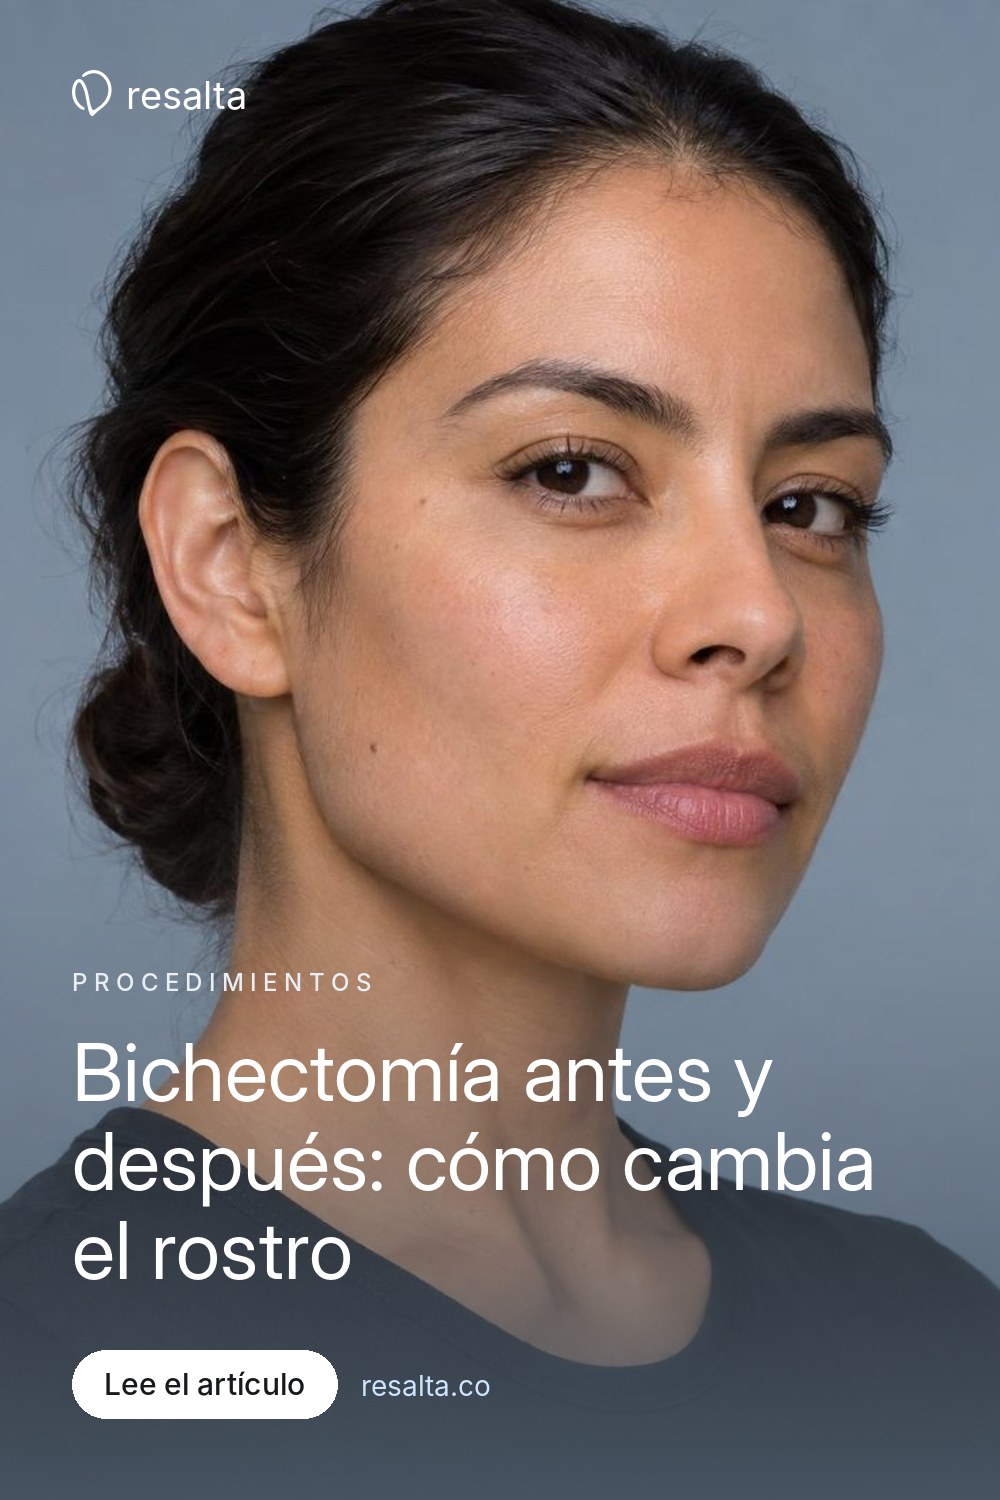 resalta
PROCEDIMIENTOS
Bichectomía antes y
después: cómo cambia
el rostro
Lee el artículo
resalta.co